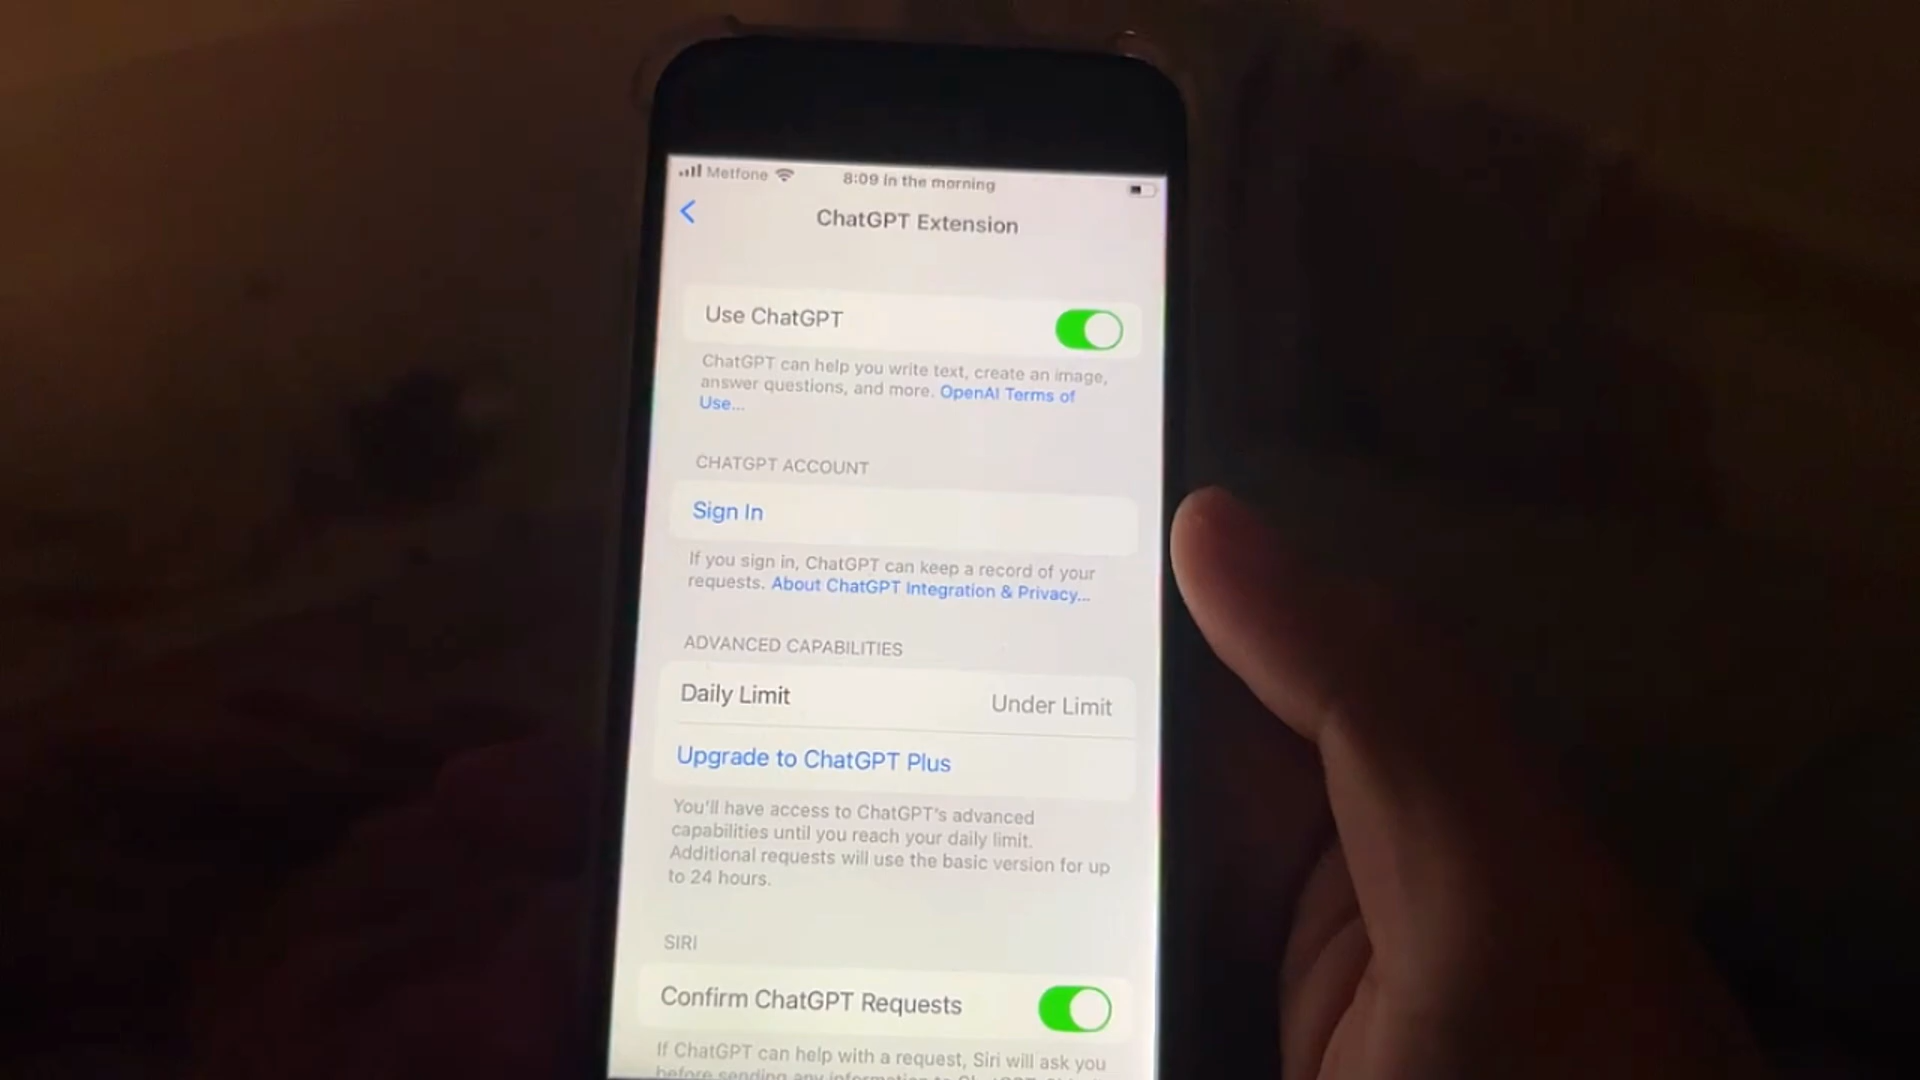 Metfone
8:09 in the morning
ChatGPT Extension
Use ChatGPT
ChatGPT can help you write text, create an image,
answer questions, and more. OpenAI Terms of
Use...
CHATGPT ACCOUNT
Sign In
If you sign in, ChatGPT can keep a record of your
requests. About ChatGPT Integration & Privacy...
ADVANCED CAPABILITIES
Daily Limit
Under Limit
Upgrade to ChatGPT Plus
You'll have access to ChatGPT's advanced
capabilities until you reach your daily limit.
Additional requests will use the basic version for up
to 24 hours.
SIRI
Confirm ChatGPT Requests
If ChatGPT can help with a request, Siri will ask you
before sending any information to